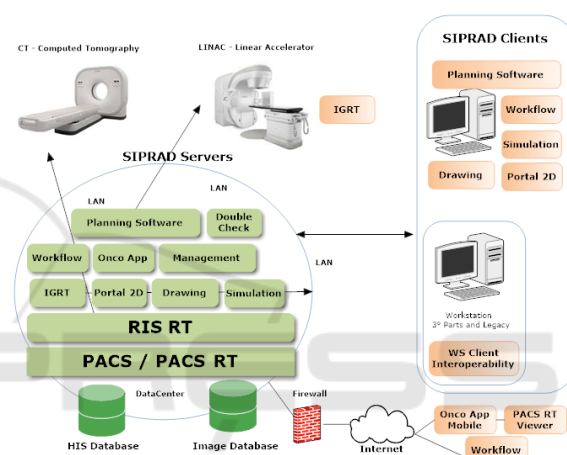 SIPRAD Clients
CT - Computed Tomography
LINAC - Linear Accelerator
Planning Software
IGRT
Workflow
Simulation
Drawing
Portal 2D
SIPRAD Servers
LAN
LAN
Planning Software
Double
Check
LAN
Workflow
Onco App
Management
IGRT
Portal 2D
Drawing
Simulation
RIS RT
PACS / PACS RT
Workstation
3º Parts and Legacy
WS Client
Interoperability
DataCenter
Firewall
HIS Database
Image Database
Internet
Onco App
Mobile
PACS RT
Viewer
Workflow